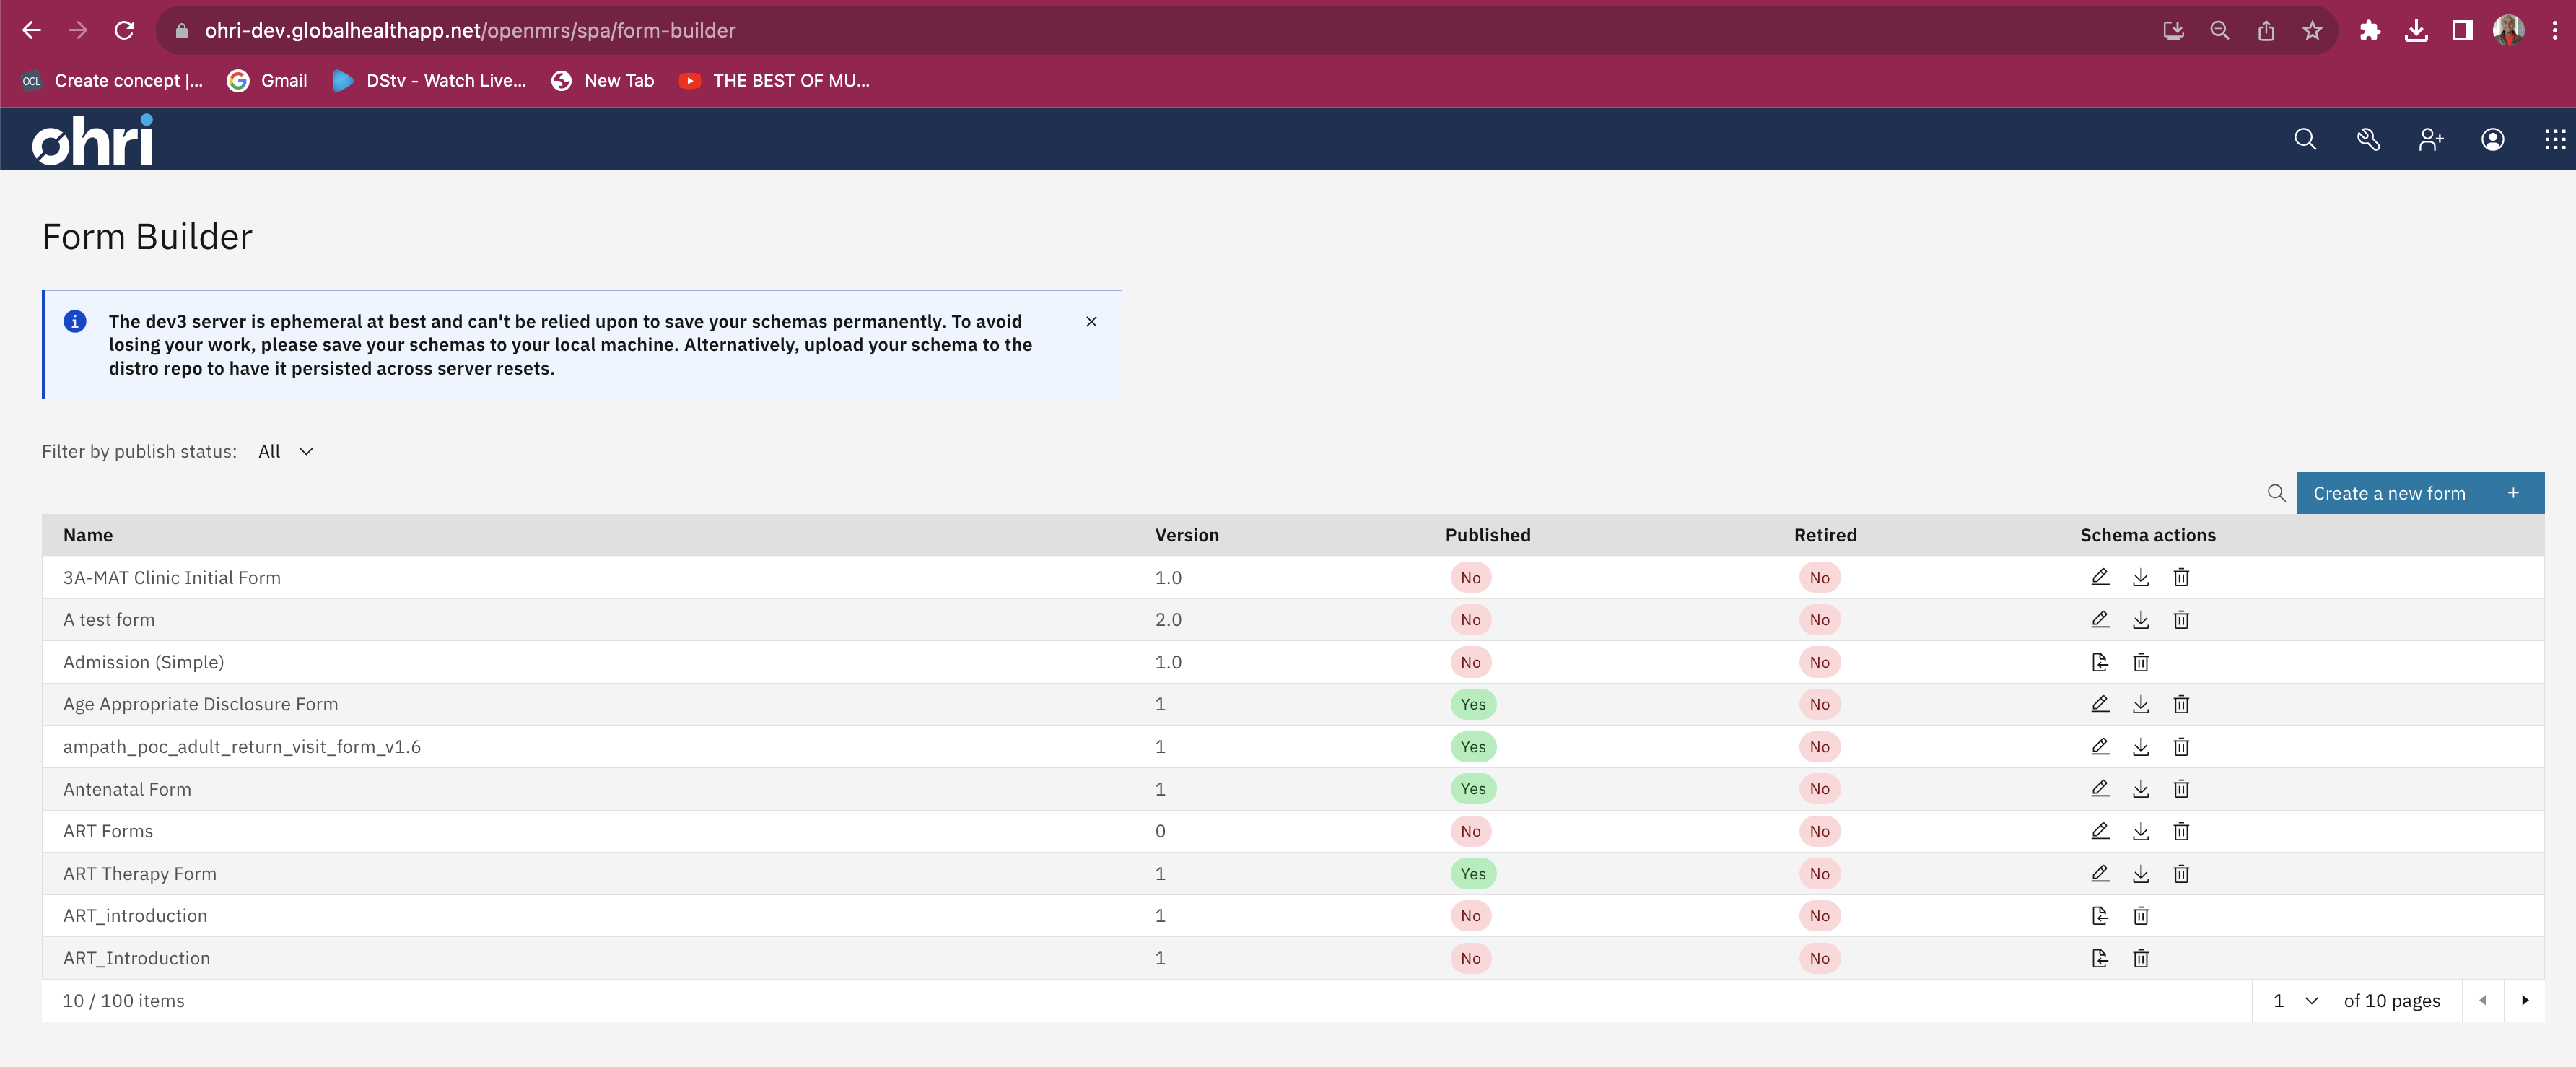 ohri-dev.globalhealthapp.net/openmrs/spa/form-builder
OCL Create concept |... Gmail DStv - Watch Live... New Tab THE BEST OF MU...
ohri
Form Builder
The dev3 server is ephemeral at best and can't be relied upon to save your schemas permanently. To avoid
losing your work, please save your schemas to your local machine. Alternatively, upload your schema to the
distro repo to have it persisted across server resets.
Filter by publish status: All
Create a new form +
Name Version Published Retired Schema actions
3A-MAT Clinic Initial Form 1.0 No No
A test form 2.0 No No
Admission (Simple) 1.0 No No
Age Appropriate Disclosure Form 1 Yes No
ampath_poc_adult_return_visit_form_v1.6 1 Yes No
Antenatal Form 1 Yes No
ART Forms 0 No No
ART Therapy Form 1 Yes No
ART_introduction 1 No No
ART_Introduction 1 No No
10 / 100 items 1 of 10 pages